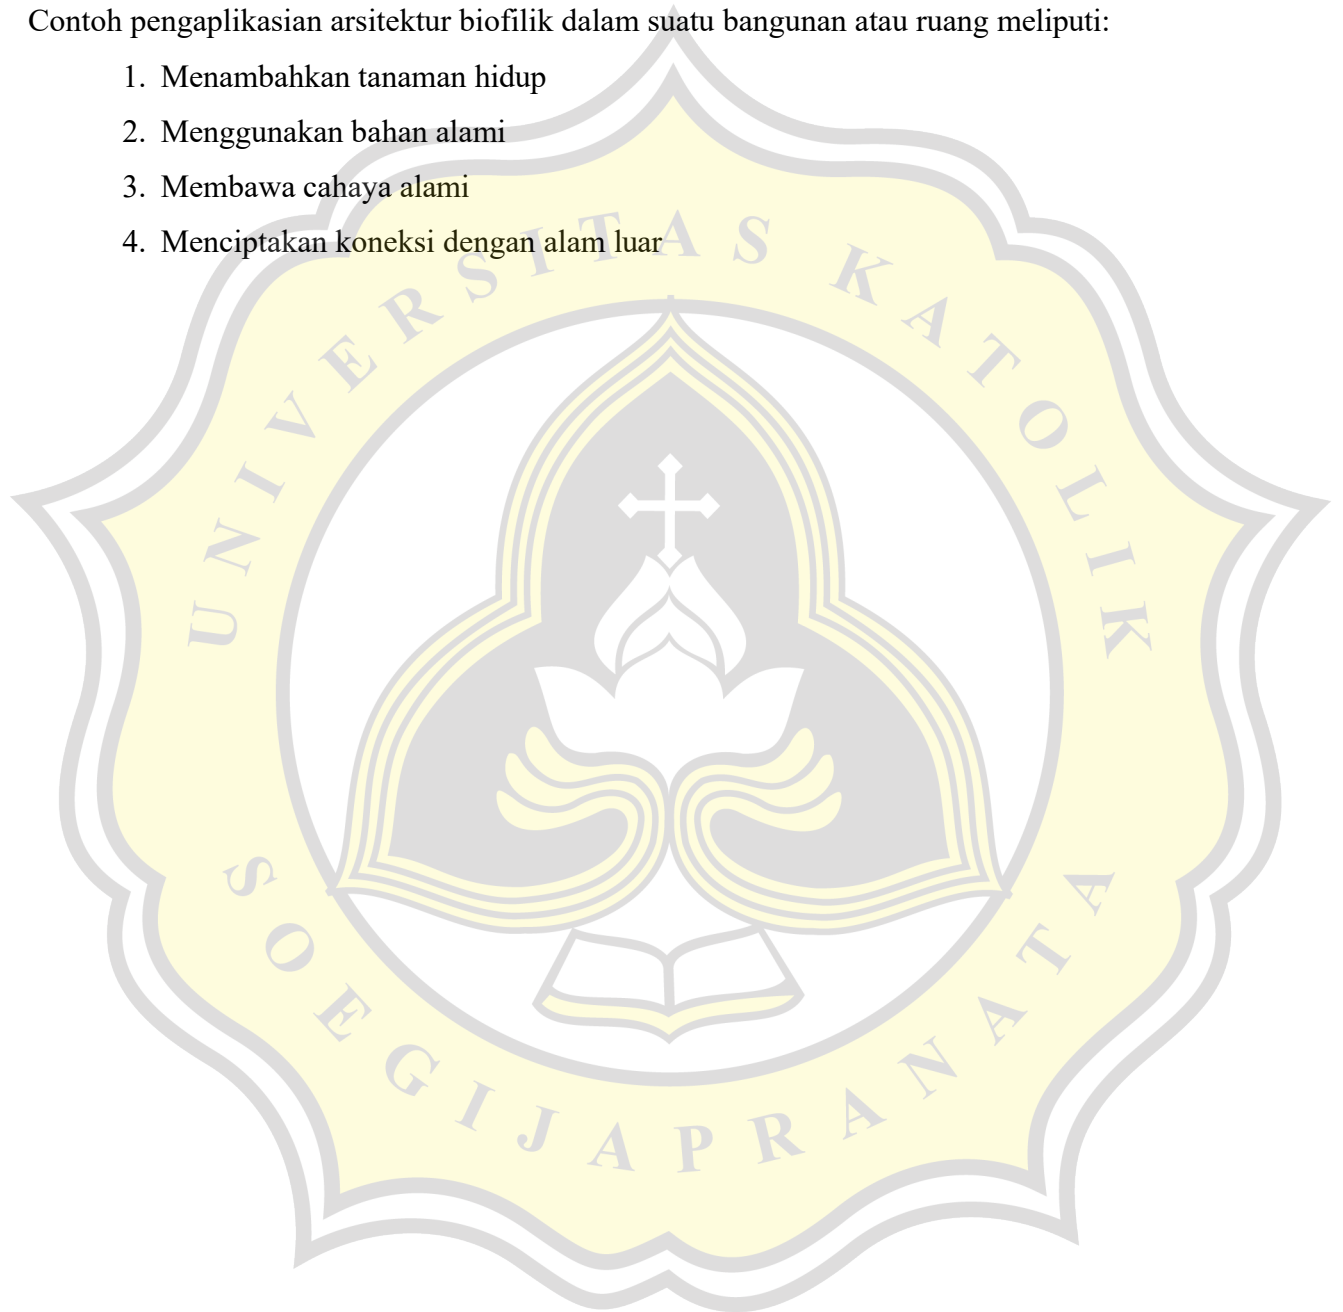 Contoh pengaplikasian arsitektur biofilik dalam suatu bangunan atau ruang meliputi:
1. Menambahkan tanaman hidup
2. Menggunakan bahan alami
3. Membawa cahaya alami
4. Menciptakan koneksi dengan alam luar
UNIVERSITAS KATOLIK
SOEGIJAPRANATA